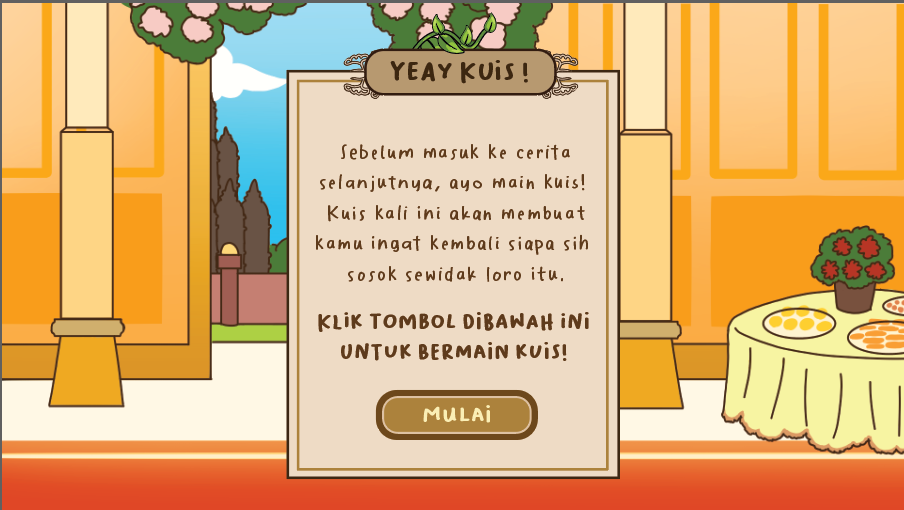 YEAY KUIS !
Sebelum masuk ke cerita
selanjutnya, ayo main kuis!
Kuis kali ini akan membuat
kamu ingat kembali siapa sih
sosok sewidak loro itu.
KLIK TOMBOL DIBAWAH INI
UNTUK BERMAIN KUIS!
MULAI